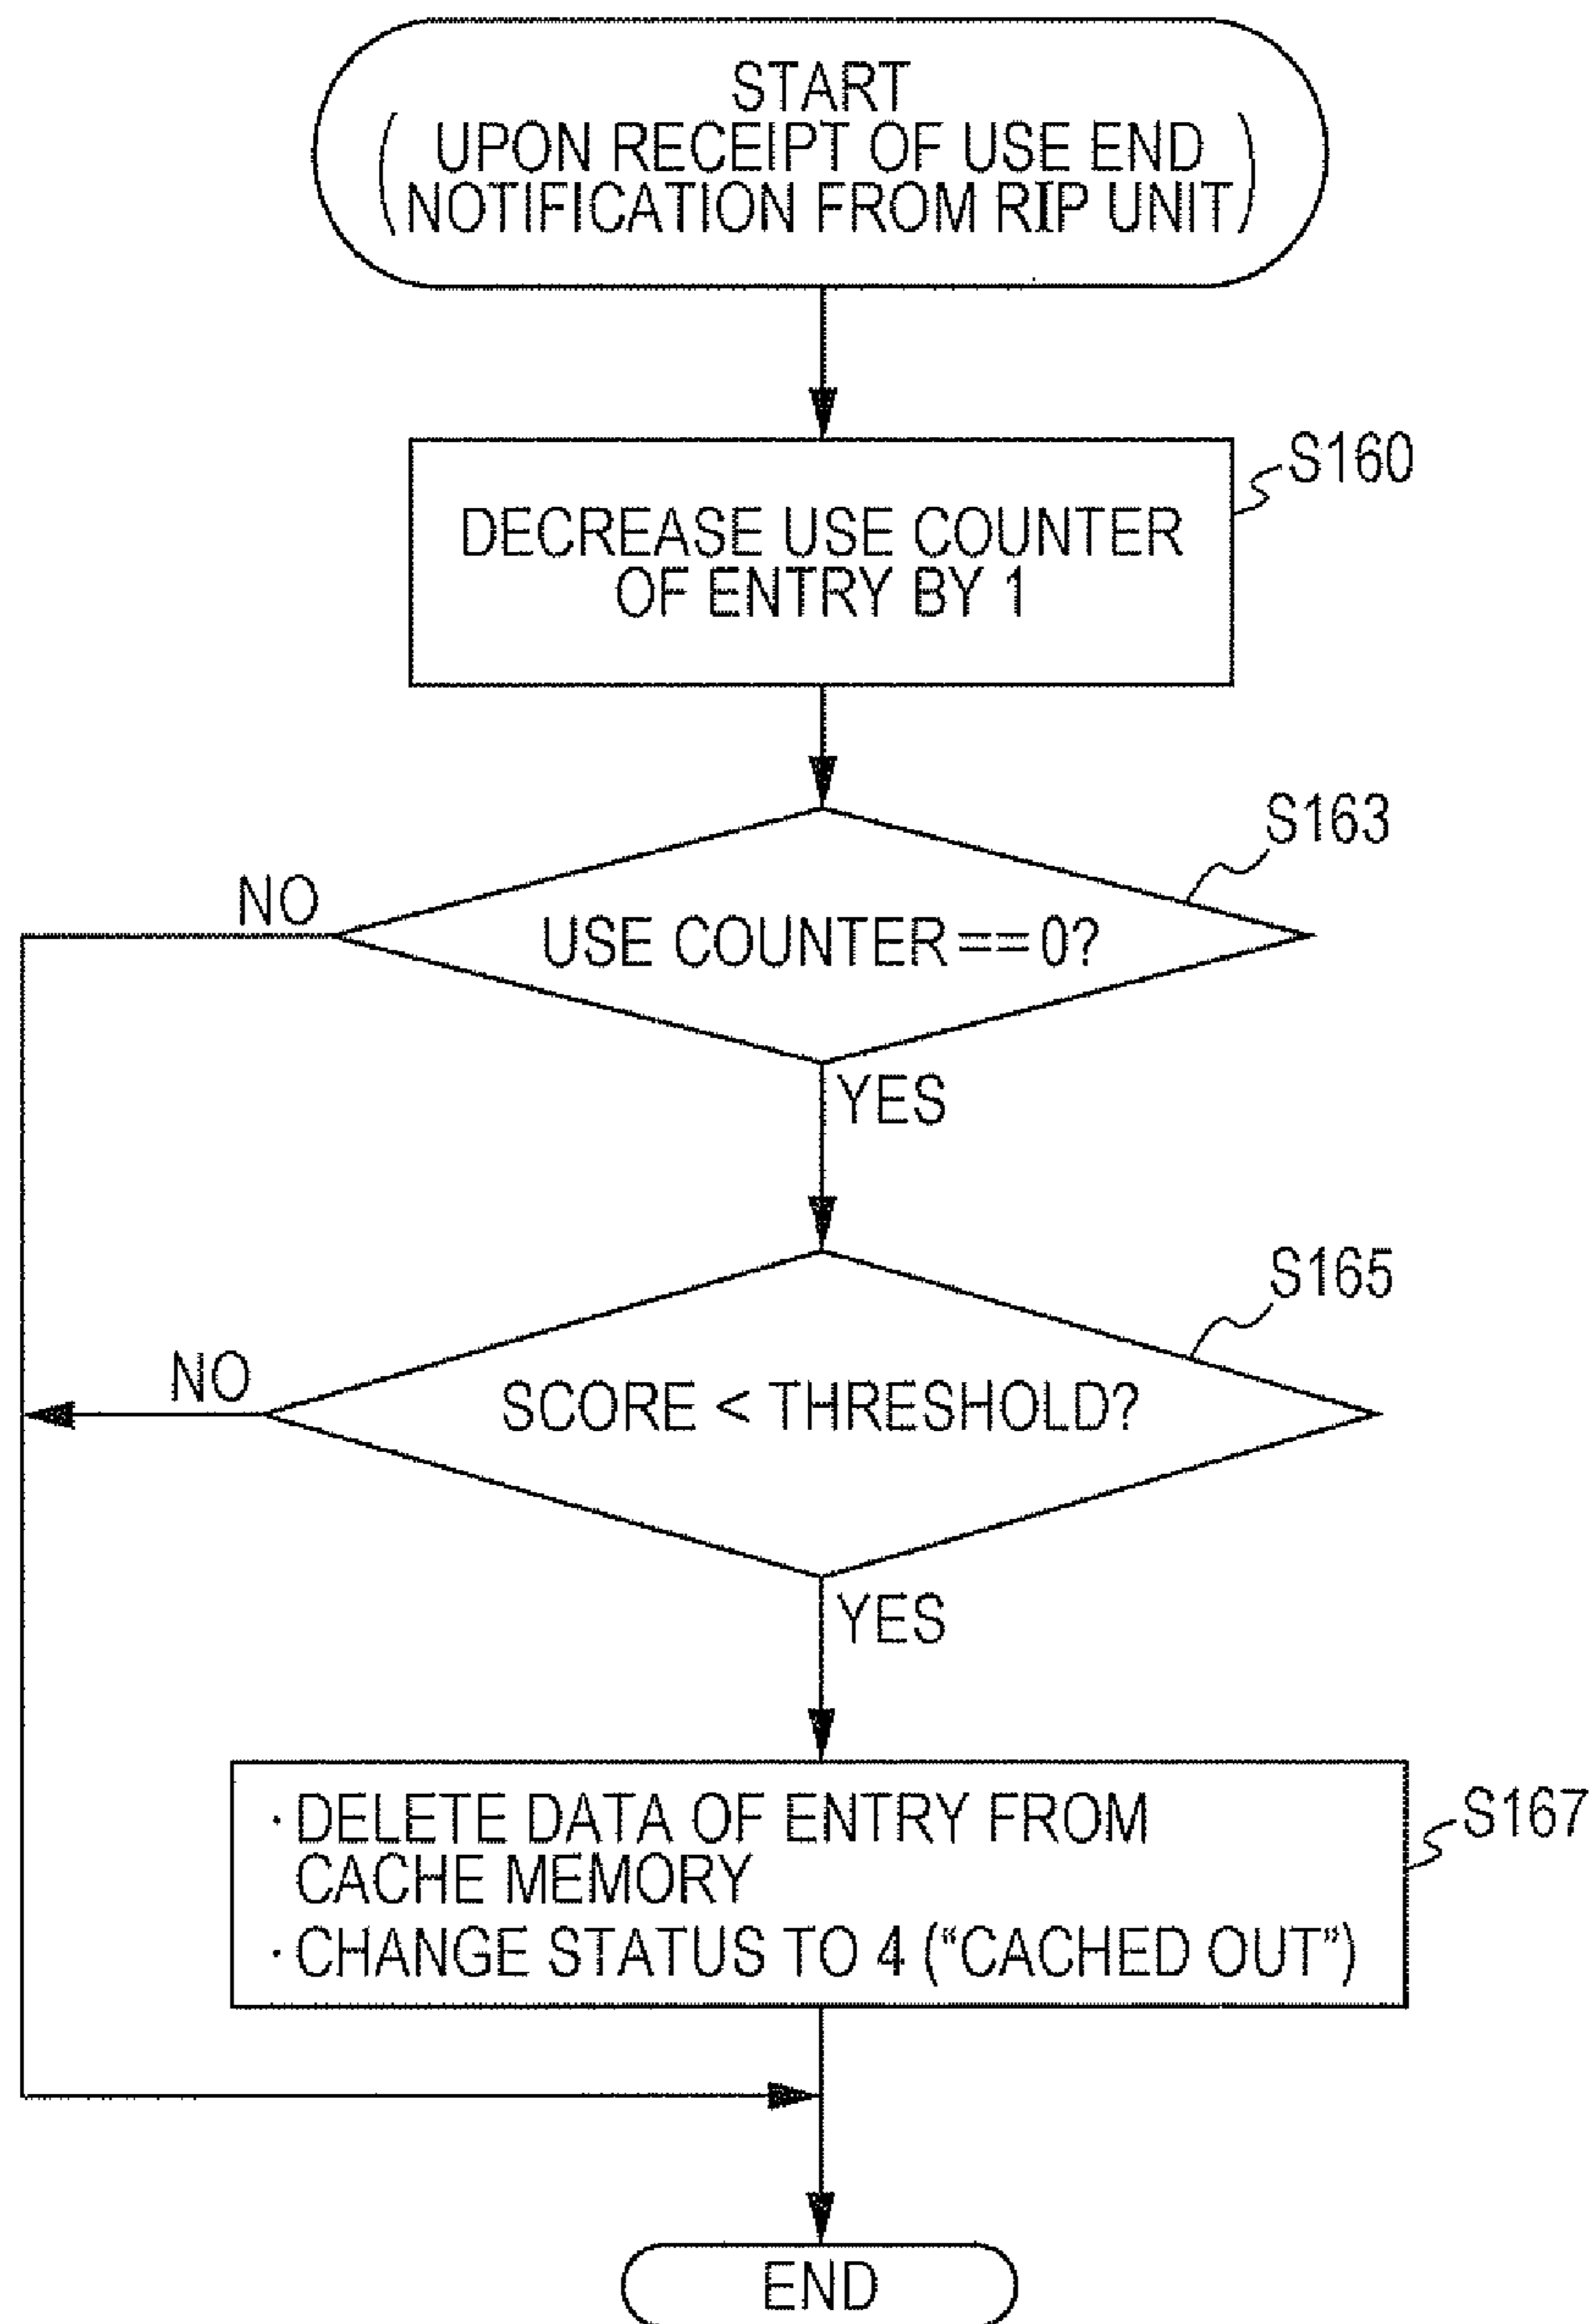 START
( UPON RECEIPT OF USE END
NOTIFICATION FROM RIP UNIT )
S160
DECREASE USE COUNTER
OF ENTRY BY 1
S163
NO
USE COUNTER == 0?
YES
S165
NO
SCORE < THRESHOLD?
YES
S167
· DELETE DATA OF ENTRY FROM
CACHE MEMORY
· CHANGE STATUS TO 4 (“CACHED OUT”)
END